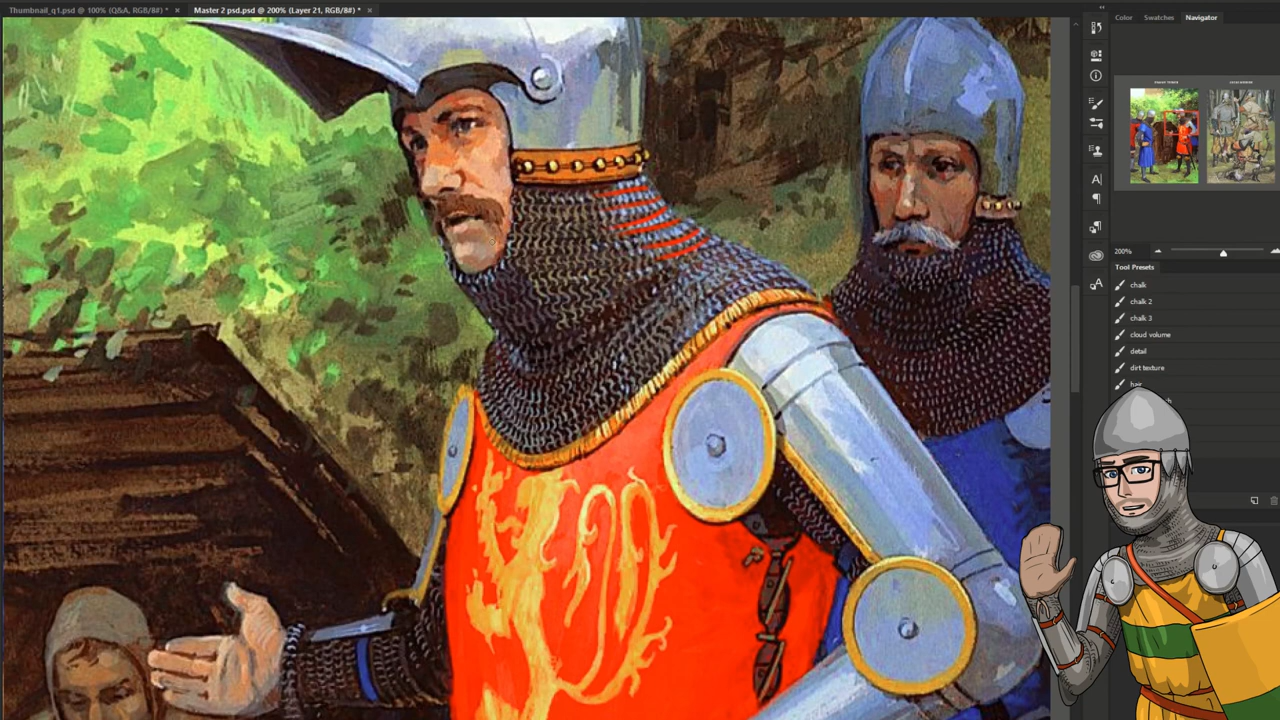 Thumbnail_q1.psd @ 100% (Q&A, RGB/8#) * ×
Master 2 psd.psd @ 200% (Layer 21, RGB/8#) * ×
Color Swatches Navigator
200%
Tool Presets
chalk
chalk 2
chalk 3
cloud volume
detail
dirt texture
hair